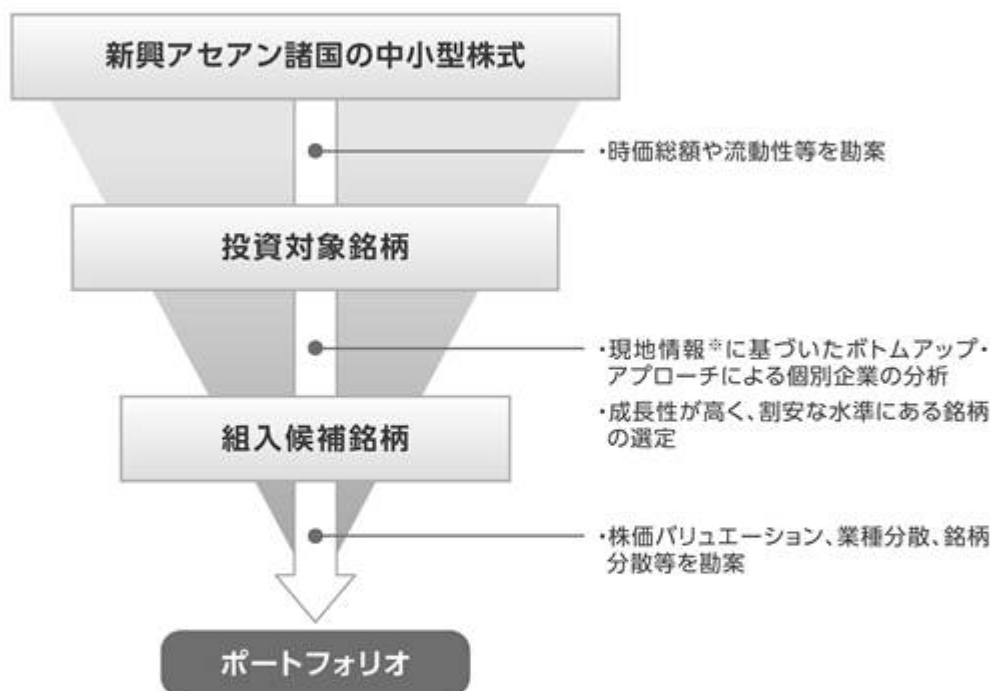 新興アセアン諸国の中小型株式
・時価総額や流動性等を勘案
投資対象銘柄
・現地情報※に基づいたボトムアップ・
アプローチによる個別企業の分析
・成長性が高く、割安な水準にある銘柄
の選定
組入候補銘柄
・株価バリュエーション、業種分散、銘柄
分散等を勘案
ポートフォリオ